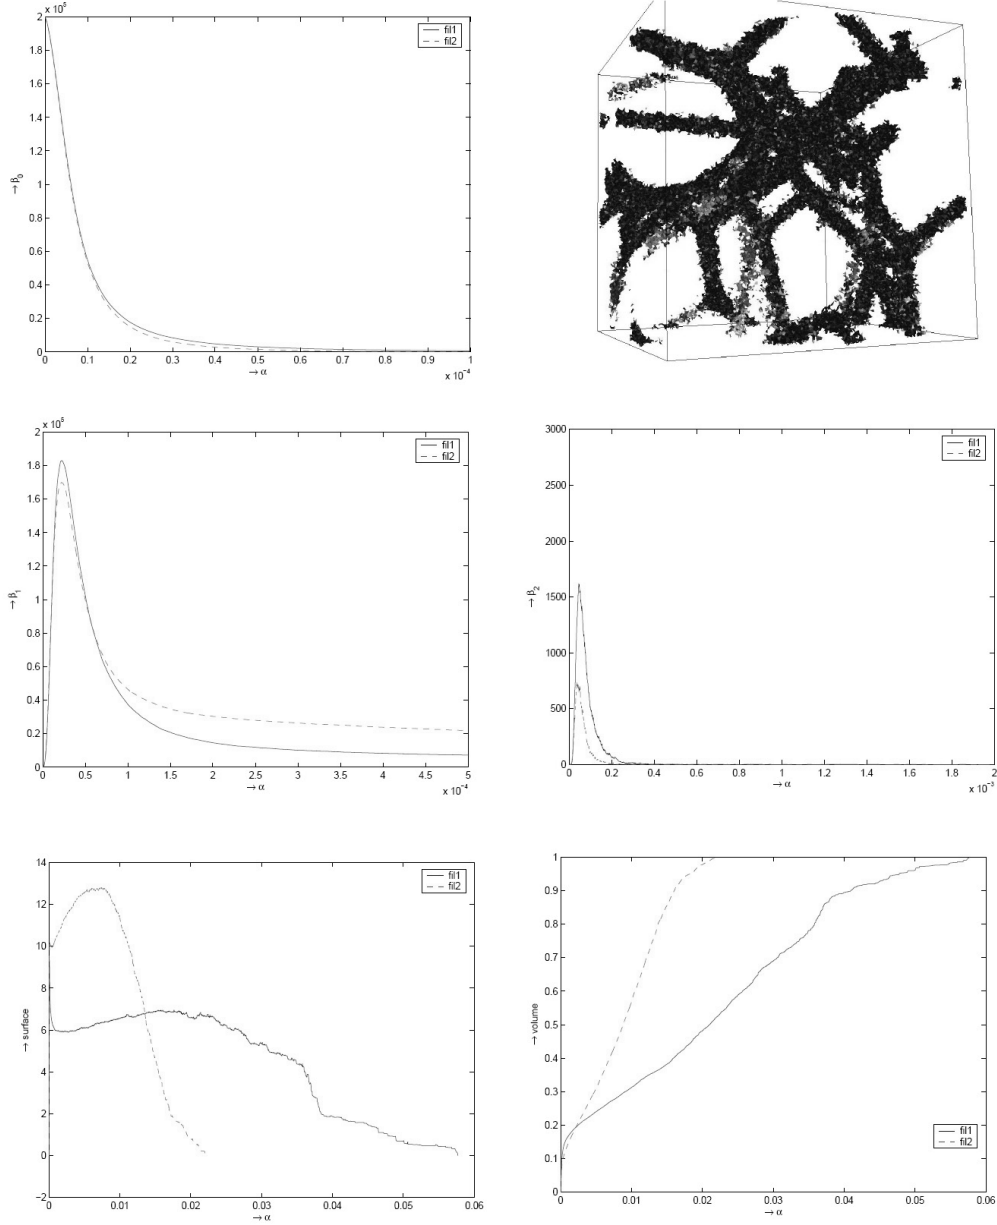 x 10⁵
2
1.8
1.6
1.4
1.2
1
0.8
0.6
0.4
0.2
0
→ β₀
fil1
fil2
0 0.1 0.2 0.3 0.4 0.5 0.6 0.7 0.8 0.9 1
→ α
x 10⁻⁴
x 10⁵
2
1.8
1.6
1.4
1.2
1
0.8
0.6
0.4
0.2
0
→ β₁
fil1
fil2
0 0.5 1 1.5 2 2.5 3 3.5 4 4.5 5
→ α
x 10⁻⁴
3000
2500
2000
1500
1000
500
0
→ β₂
fil1
fil2
0 0.2 0.4 0.6 0.8 1 1.2 1.4 1.6 1.8 2
→ α
x 10⁻³
14
12
10
8
6
4
2
0
−2
→ surface
fil1
fil2
0 0.01 0.02 0.03 0.04 0.05 0.06
→ α
1
0.9
0.8
0.7
0.6
0.5
0.4
0.3
0.2
0.1
0
→ volume
fil1
fil2
0 0.01 0.02 0.03 0.04 0.05 0.06
→ α